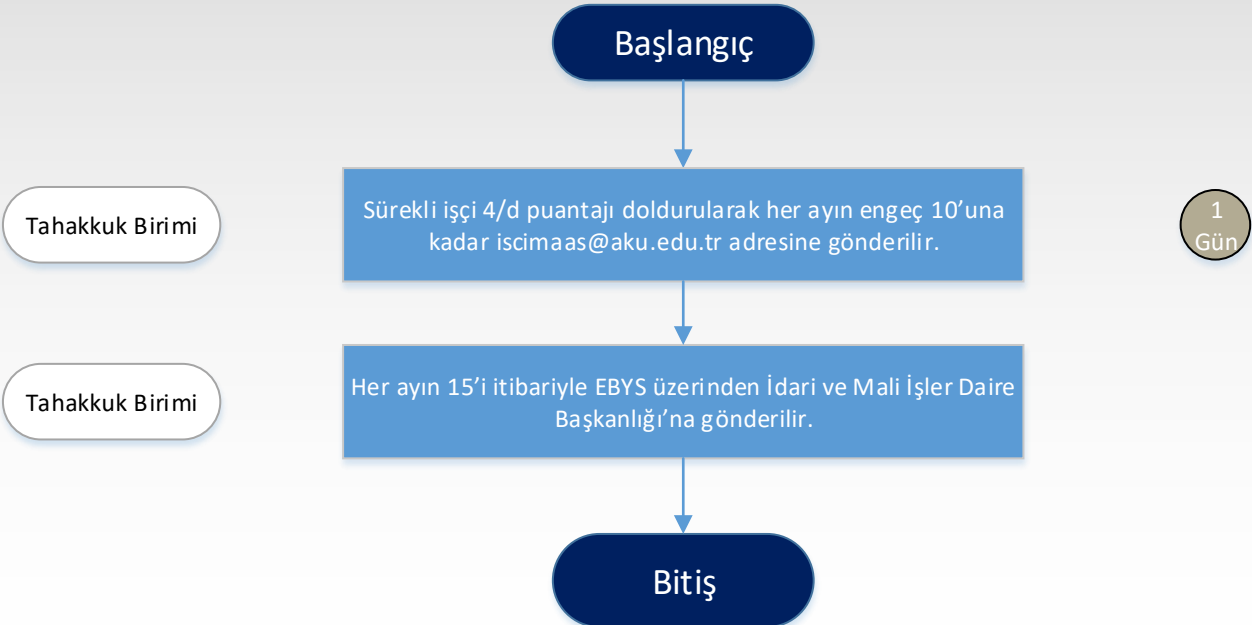 Başlangıç
Tahakkuk Birimi
Sürekli işçi 4/d puantajı doldurularak her ayın engeç 10’una
kadar iscimaas@aku.edu.tr adresine gönderilir.
1
Gün
Tahakkuk Birimi
Her ayın 15’i itibariyle EBYS üzerinden İdari ve Mali İşler Daire
Başkanlığı’na gönderilir.
Bitiş